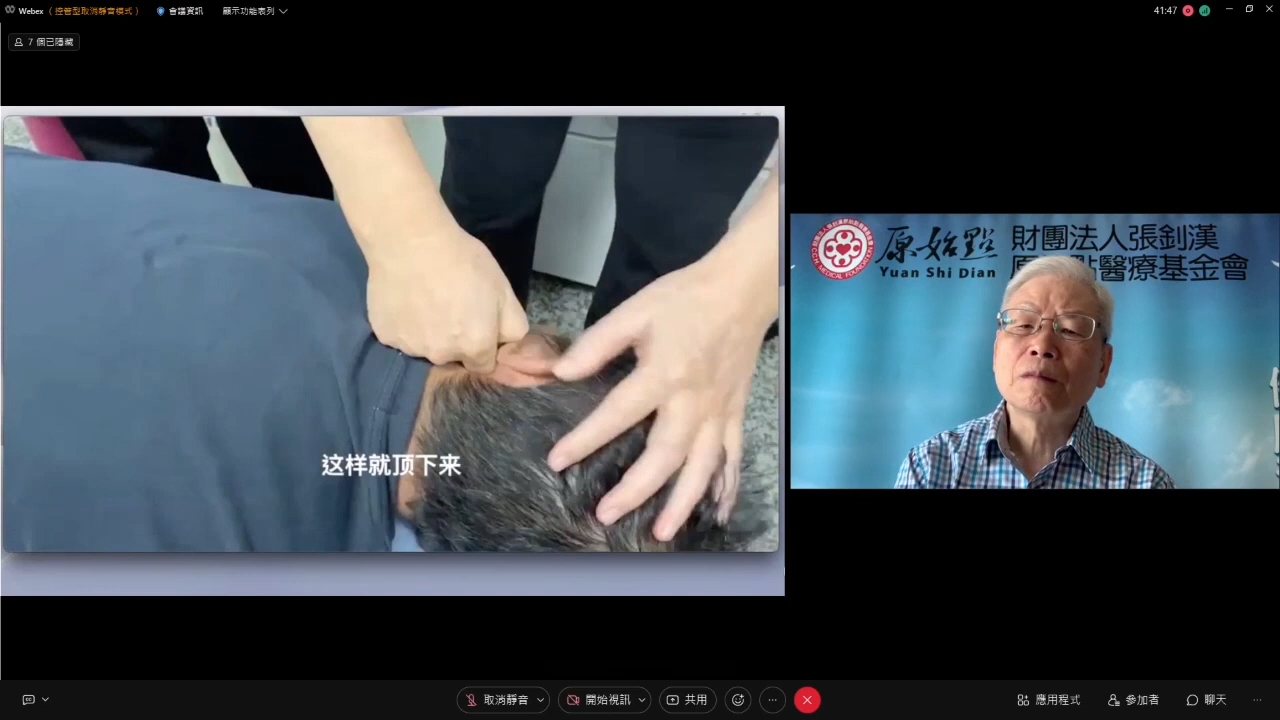 Webex (控管型取消靜音模式) 會議資訊 顯示功能表列
41:47
7 個已隱藏
这样就顶下来
原始點
Yuan Shi Dian
財團法人張釗漢
原始點醫療基金會
取消靜音
開始視訊
共用
應用程式
參加者
聊天